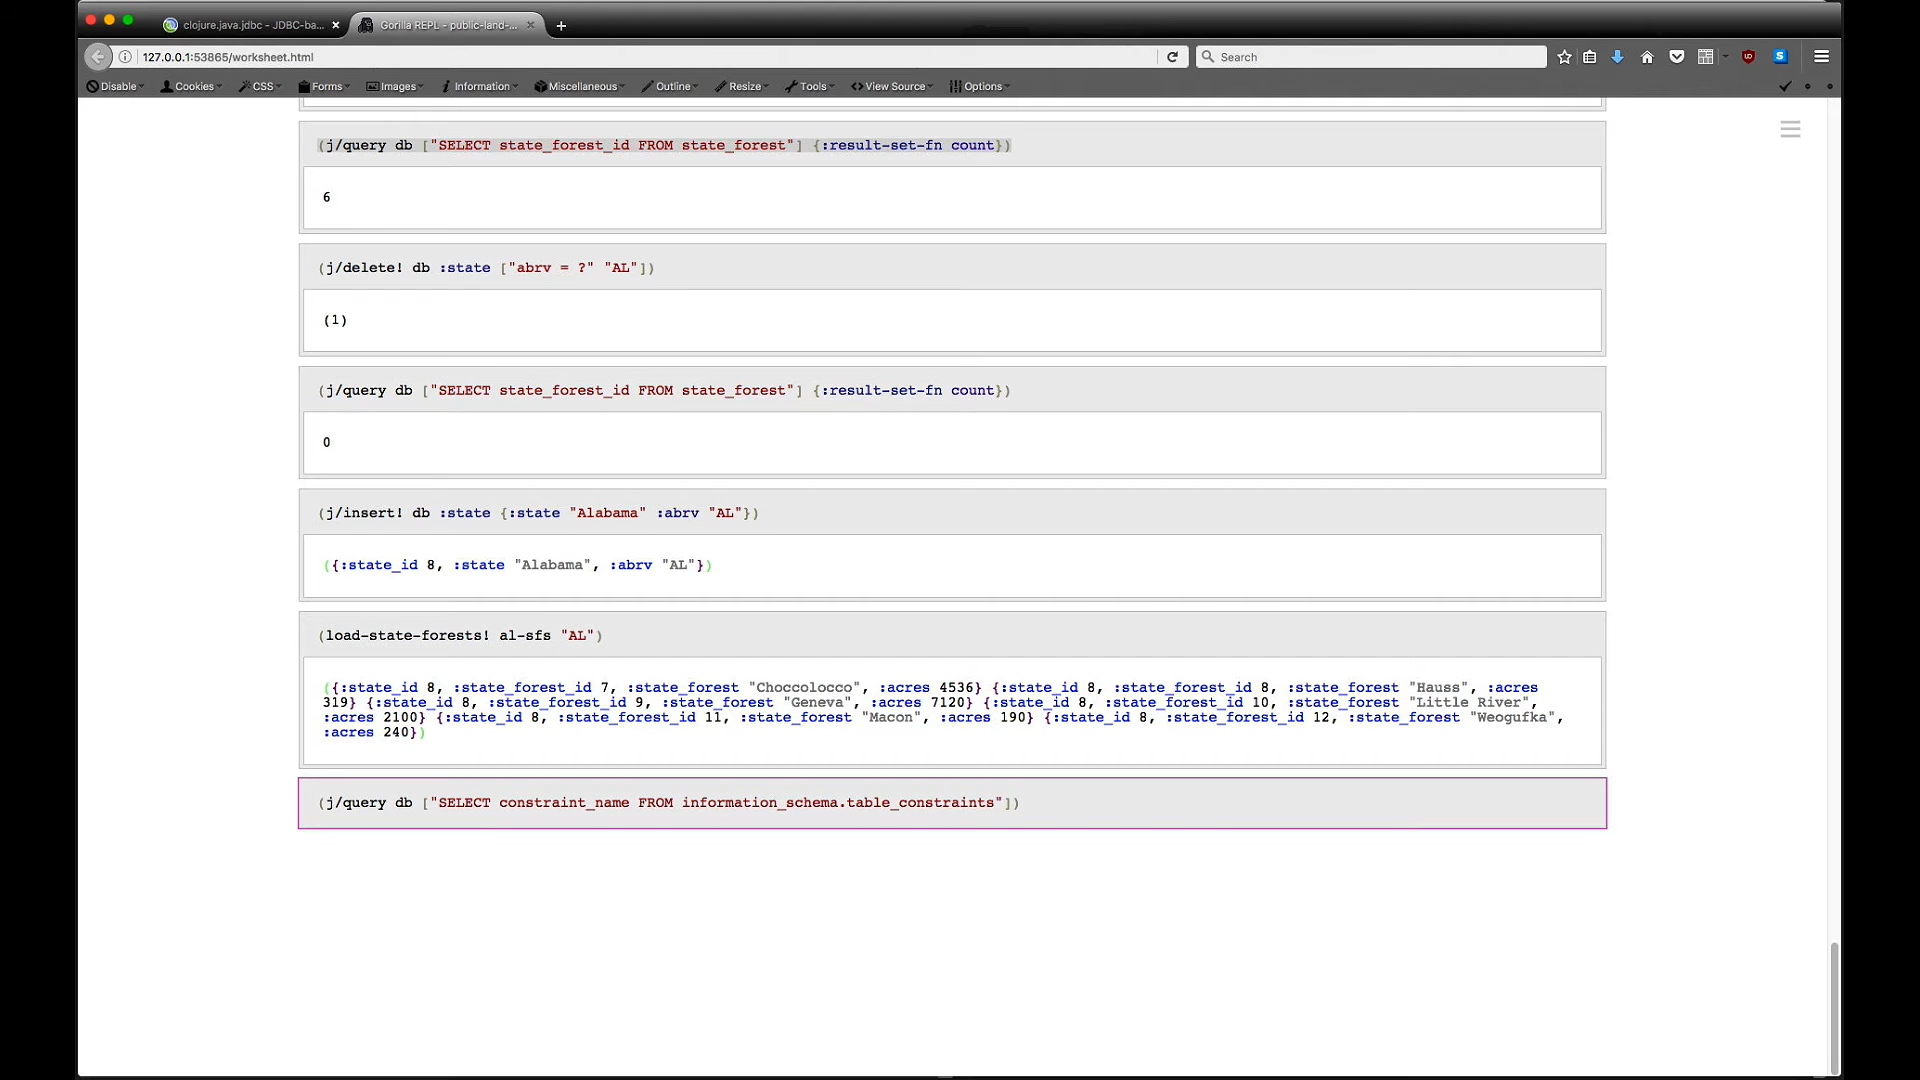 clojure.java.jdbc - JDBC-ba...
Gorilla REPL - public-land-...
127.0.0.1:53865/worksheet.html
Search
Disable
Cookies
CSS
Forms
Images
Information
Miscellaneous
Outline
Resize
Tools
View Source
Options
(j/query db ["SELECT state_forest_id FROM state_forest"] {:result-set-fn count})
6
(j/delete! db :state ["abrv = ?" "AL"])
(1)
(j/query db ["SELECT state_forest_id FROM state_forest"] {:result-set-fn count})
0
(j/insert! db :state {:state "Alabama" :abrv "AL"})
({:state_id 8, :state "Alabama", :abrv "AL"})
(load-state-forests! al-sfs "AL")
({:state_id 8, :state_forest_id 7, :state_forest "Choccolocco", :acres 4536} {:state_id 8, :state_forest_id 8, :state_forest "Hauss", :acres
319} {:state_id 8, :state_forest_id 9, :state_forest "Geneva", :acres 7120} {:state_id 8, :state_forest_id 10, :state_forest "Little River",
:acres 2100} {:state_id 8, :state_forest_id 11, :state_forest "Macon", :acres 190} {:state_id 8, :state_forest_id 12, :state_forest "Weogufka",
:acres 240})
(j/query db ["SELECT constraint_name FROM information_schema.table_constraints"])